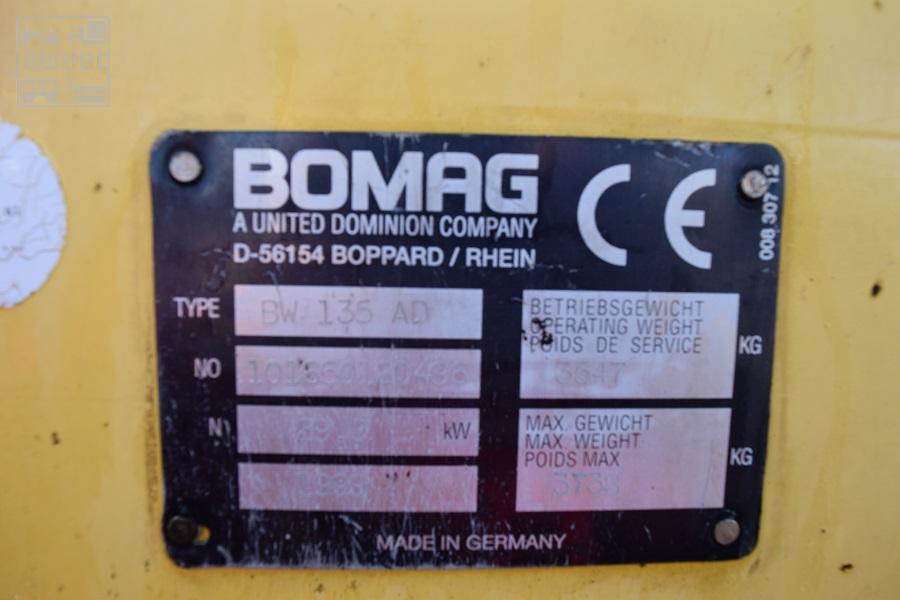 BOMAG
A UNITED DOMINION COMPANY
D-56154 BOPPARD / RHEIN
CE
008 307 12
TYPE BW 135 AD
NO
N kW
BETRIEBSGEWICHT
OPERATING WEIGHT
POIDS DE SERVICE
3647 KG
MAX. GEWICHT
MAX. WEIGHT
POIDS MAX
KG
MADE IN GERMANY